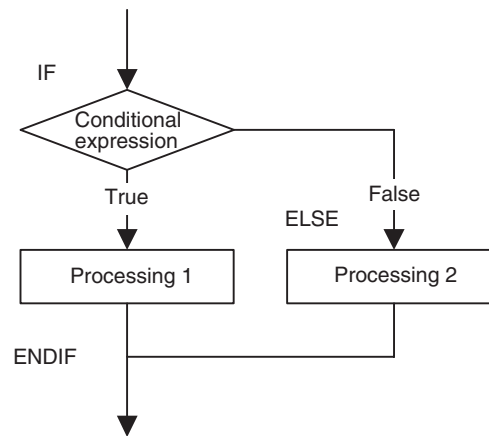 IF
Conditional
expression
True
False
ELSE
Processing 1
Processing 2
ENDIF